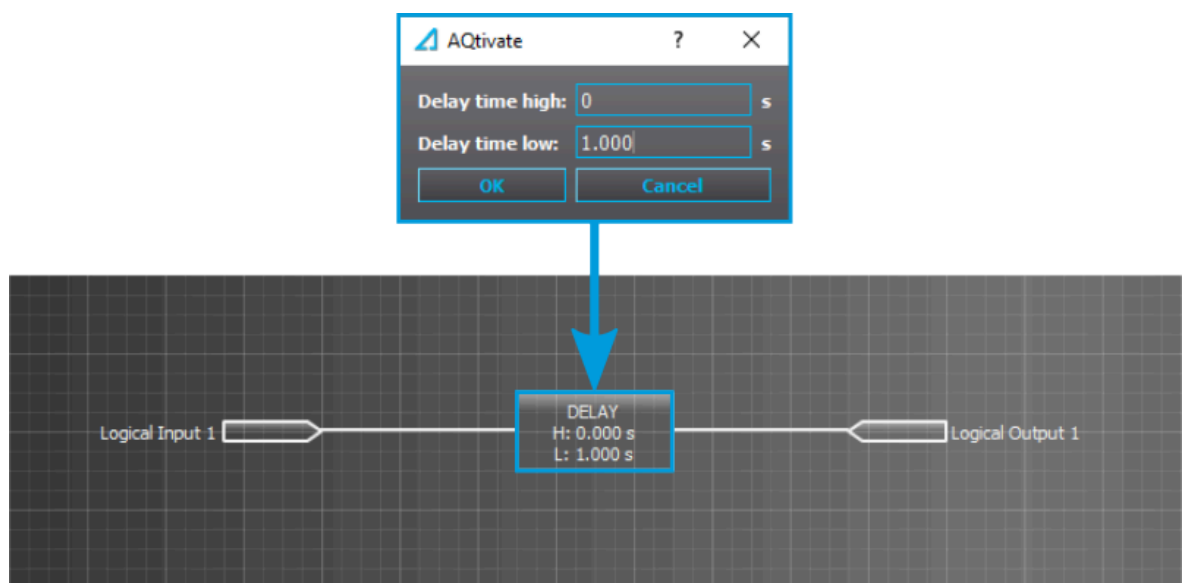 AQtivate ?
Delay time high: 0 s
Delay time low: 1.000 s
OK Cancel
DELAY
H: 0.000 s
L: 1.000 s
Logical Input 1
Logical Output 1